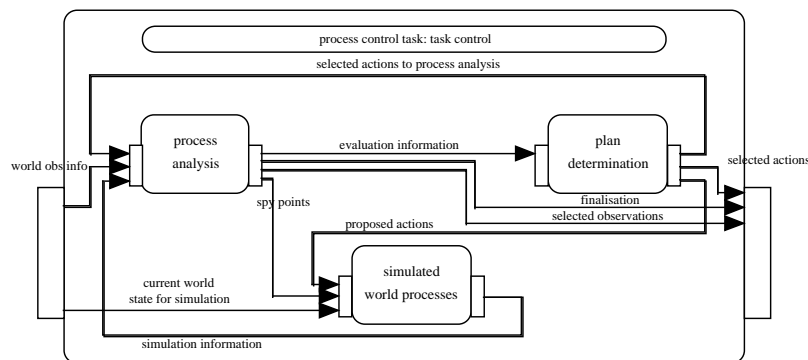 process control task: task control
selected actions to process analysis
process
analysis
evaluation information
plan
determination
world obs info
selected actions
spy points
finalisation
selected observations
proposed actions
simulated
world processes
current world
state for simulation
simulation information